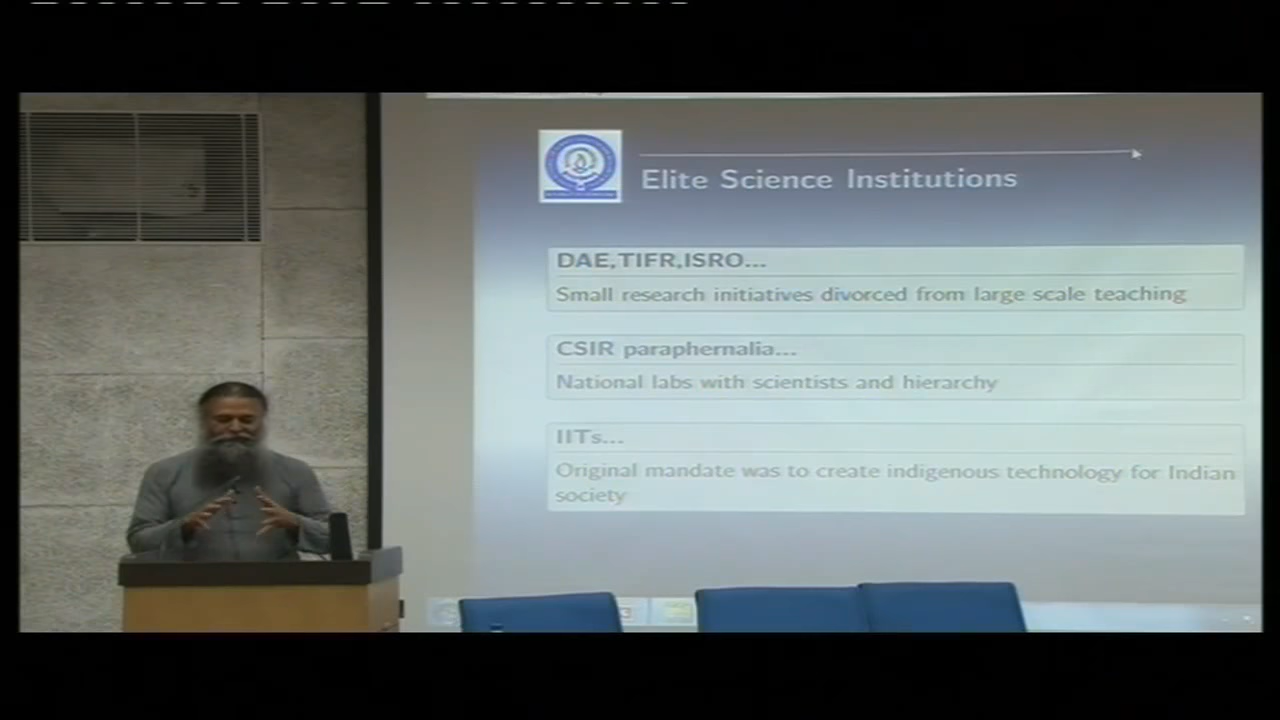 Elite Science Institutions
DAE,TIFR,ISRO...
Small research initiatives divorced from large scale teaching
CSIR paraphernalia...
National labs with scientists and hierarchy
IITs...
Original mandate was to create indigenous technology for Indian
society